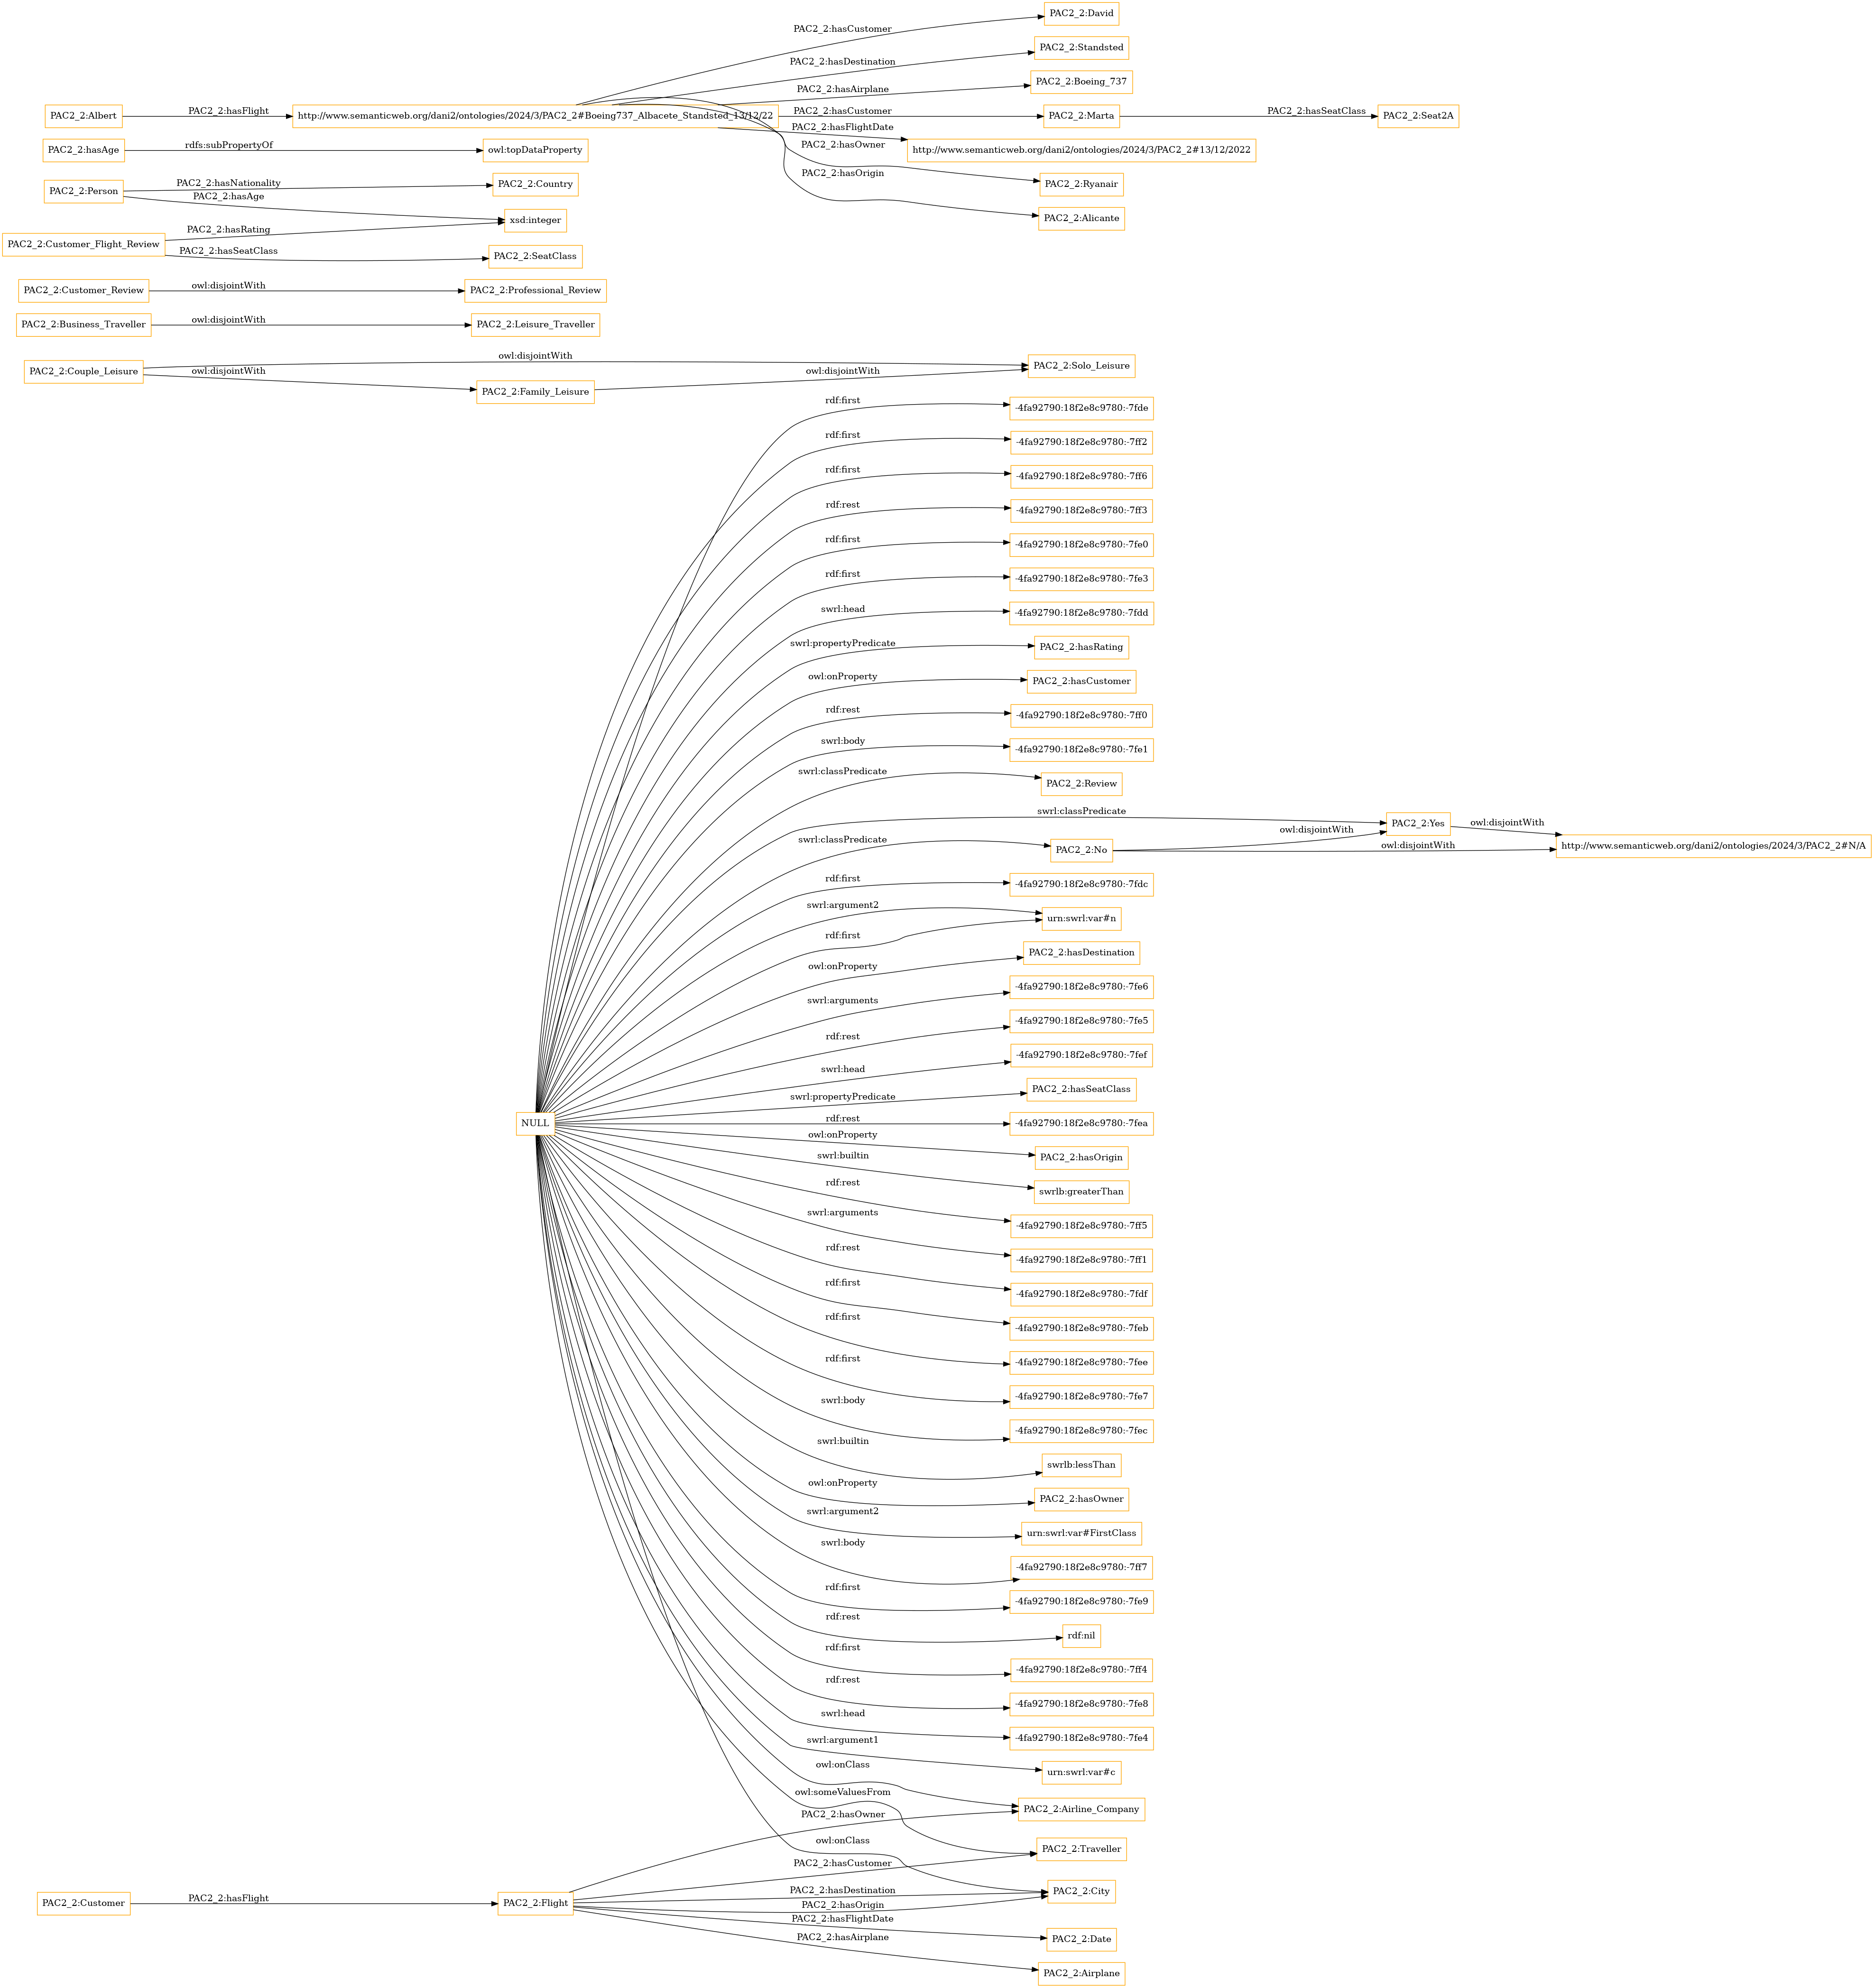 PAC2_2:David
PAC2_2:hasCustomer
PAC2_2:Standsted
PAC2_2:hasDestination
PAC2_2:Boeing_737
PAC2_2:hasAirplane
PAC2_2:Albert
PAC2_2:hasFlight
http://www.semanticweb.org/dani2/ontologies/2024/3/PAC2_2#Boeing737_Albacete_Standsted_13/12/22
PAC2_2:hasCustomer
PAC2_2:Marta
PAC2_2:hasSeatClass
PAC2_2:Seat2A
PAC2_2:hasFlightDate
http://www.semanticweb.org/dani2/ontologies/2024/3/PAC2_2#13/12/2022
PAC2_2:hasOwner
PAC2_2:Ryanair
PAC2_2:hasOrigin
PAC2_2:Alicante
PAC2_2:hasAge
rdfs:subPropertyOf
owl:topDataProperty
PAC2_2:Person
PAC2_2:hasNationality
PAC2_2:Country
PAC2_2:hasAge
xsd:integer
PAC2_2:Customer_Flight_Review
PAC2_2:hasRating
PAC2_2:hasSeatClass
PAC2_2:SeatClass
PAC2_2:Customer_Review
owl:disjointWith
PAC2_2:Professional_Review
PAC2_2:Business_Traveller
owl:disjointWith
PAC2_2:Leisure_Traveller
PAC2_2:Couple_Leisure
owl:disjointWith
PAC2_2:Solo_Leisure
owl:disjointWith
PAC2_2:Family_Leisure
owl:disjointWith
NULL
rdf:first
-4fa92790:18f2e8c9780:-7fde
rdf:first
-4fa92790:18f2e8c9780:-7ff2
rdf:first
-4fa92790:18f2e8c9780:-7ff6
rdf:rest
-4fa92790:18f2e8c9780:-7ff3
rdf:first
-4fa92790:18f2e8c9780:-7fe0
rdf:first
-4fa92790:18f2e8c9780:-7fe3
swrl:head
-4fa92790:18f2e8c9780:-7fdd
swrl:propertyPredicate
PAC2_2:hasRating
owl:onProperty
PAC2_2:hasCustomer
rdf:rest
-4fa92790:18f2e8c9780:-7ff0
swrl:body
-4fa92790:18f2e8c9780:-7fe1
swrl:classPredicate
PAC2_2:Review
swrl:classPredicate
PAC2_2:Yes
owl:disjointWith
http://www.semanticweb.org/dani2/ontologies/2024/3/PAC2_2#N/A
swrl:classPredicate
PAC2_2:No
owl:disjointWith
owl:disjointWith
rdf:first
-4fa92790:18f2e8c9780:-7fdc
swrl:argument2
urn:swrl:var#n
rdf:first
owl:onProperty
PAC2_2:hasDestination
swrl:arguments
-4fa92790:18f2e8c9780:-7fe6
rdf:rest
-4fa92790:18f2e8c9780:-7fe5
swrl:head
-4fa92790:18f2e8c9780:-7fef
swrl:propertyPredicate
PAC2_2:hasSeatClass
rdf:rest
-4fa92790:18f2e8c9780:-7fea
owl:onProperty
PAC2_2:hasOrigin
swrl:builtin
swrlb:greaterThan
rdf:rest
-4fa92790:18f2e8c9780:-7ff5
swrl:arguments
-4fa92790:18f2e8c9780:-7ff1
rdf:rest
-4fa92790:18f2e8c9780:-7fdf
rdf:first
-4fa92790:18f2e8c9780:-7feb
rdf:first
-4fa92790:18f2e8c9780:-7fee
rdf:first
-4fa92790:18f2e8c9780:-7fe7
swrl:body
-4fa92790:18f2e8c9780:-7fec
swrl:builtin
swrlb:lessThan
owl:onProperty
PAC2_2:hasOwner
swrl:argument2
urn:swrl:var#FirstClass
swrl:body
-4fa92790:18f2e8c9780:-7ff7
rdf:first
-4fa92790:18f2e8c9780:-7fe9
rdf:rest
rdf:nil
rdf:first
-4fa92790:18f2e8c9780:-7ff4
rdf:rest
-4fa92790:18f2e8c9780:-7fe8
swrl:head
-4fa92790:18f2e8c9780:-7fe4
swrl:argument1
urn:swrl:var#c
owl:onClass
PAC2_2:Airline_Company
owl:someValuesFrom
PAC2_2:Traveller
owl:onClass
PAC2_2:City
PAC2_2:Customer
PAC2_2:hasFlight
PAC2_2:Flight
PAC2_2:hasOwner
PAC2_2:hasCustomer
PAC2_2:hasDestination
PAC2_2:hasOrigin
PAC2_2:hasFlightDate
PAC2_2:Date
PAC2_2:hasAirplane
PAC2_2:Airplane